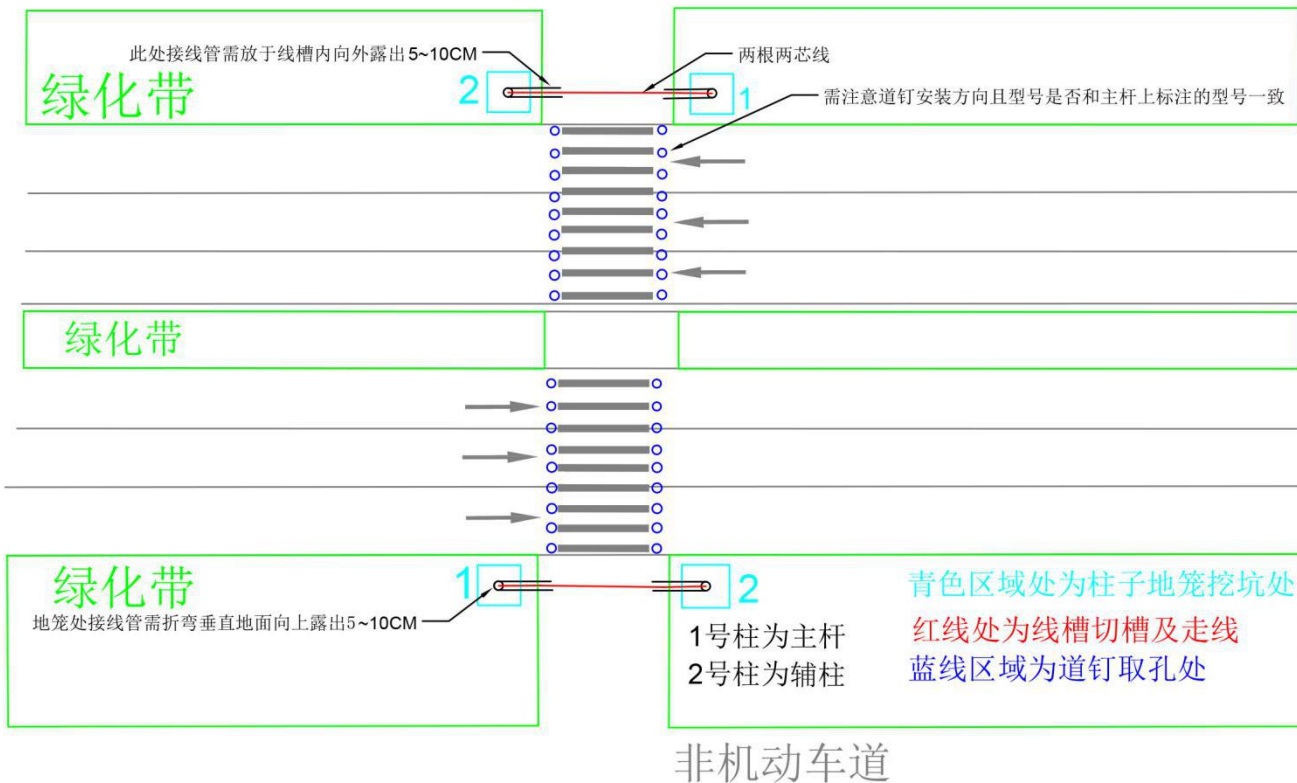 此处接线管需放于线槽内向外露出5~10CM
两根两芯线
绿化带
2
1
需注意道钉安装方向且型号是否和主杆上标注的型号一致
绿化带
绿化带
1
2
青色区域处为柱子地笼挖坑处
地笼处接线管需折弯垂直地面向上露出5~10CM
1号柱为主杆
红线处为线槽切槽及走线
2号柱为辅柱
蓝线区域为道钉取孔处
非机动车道